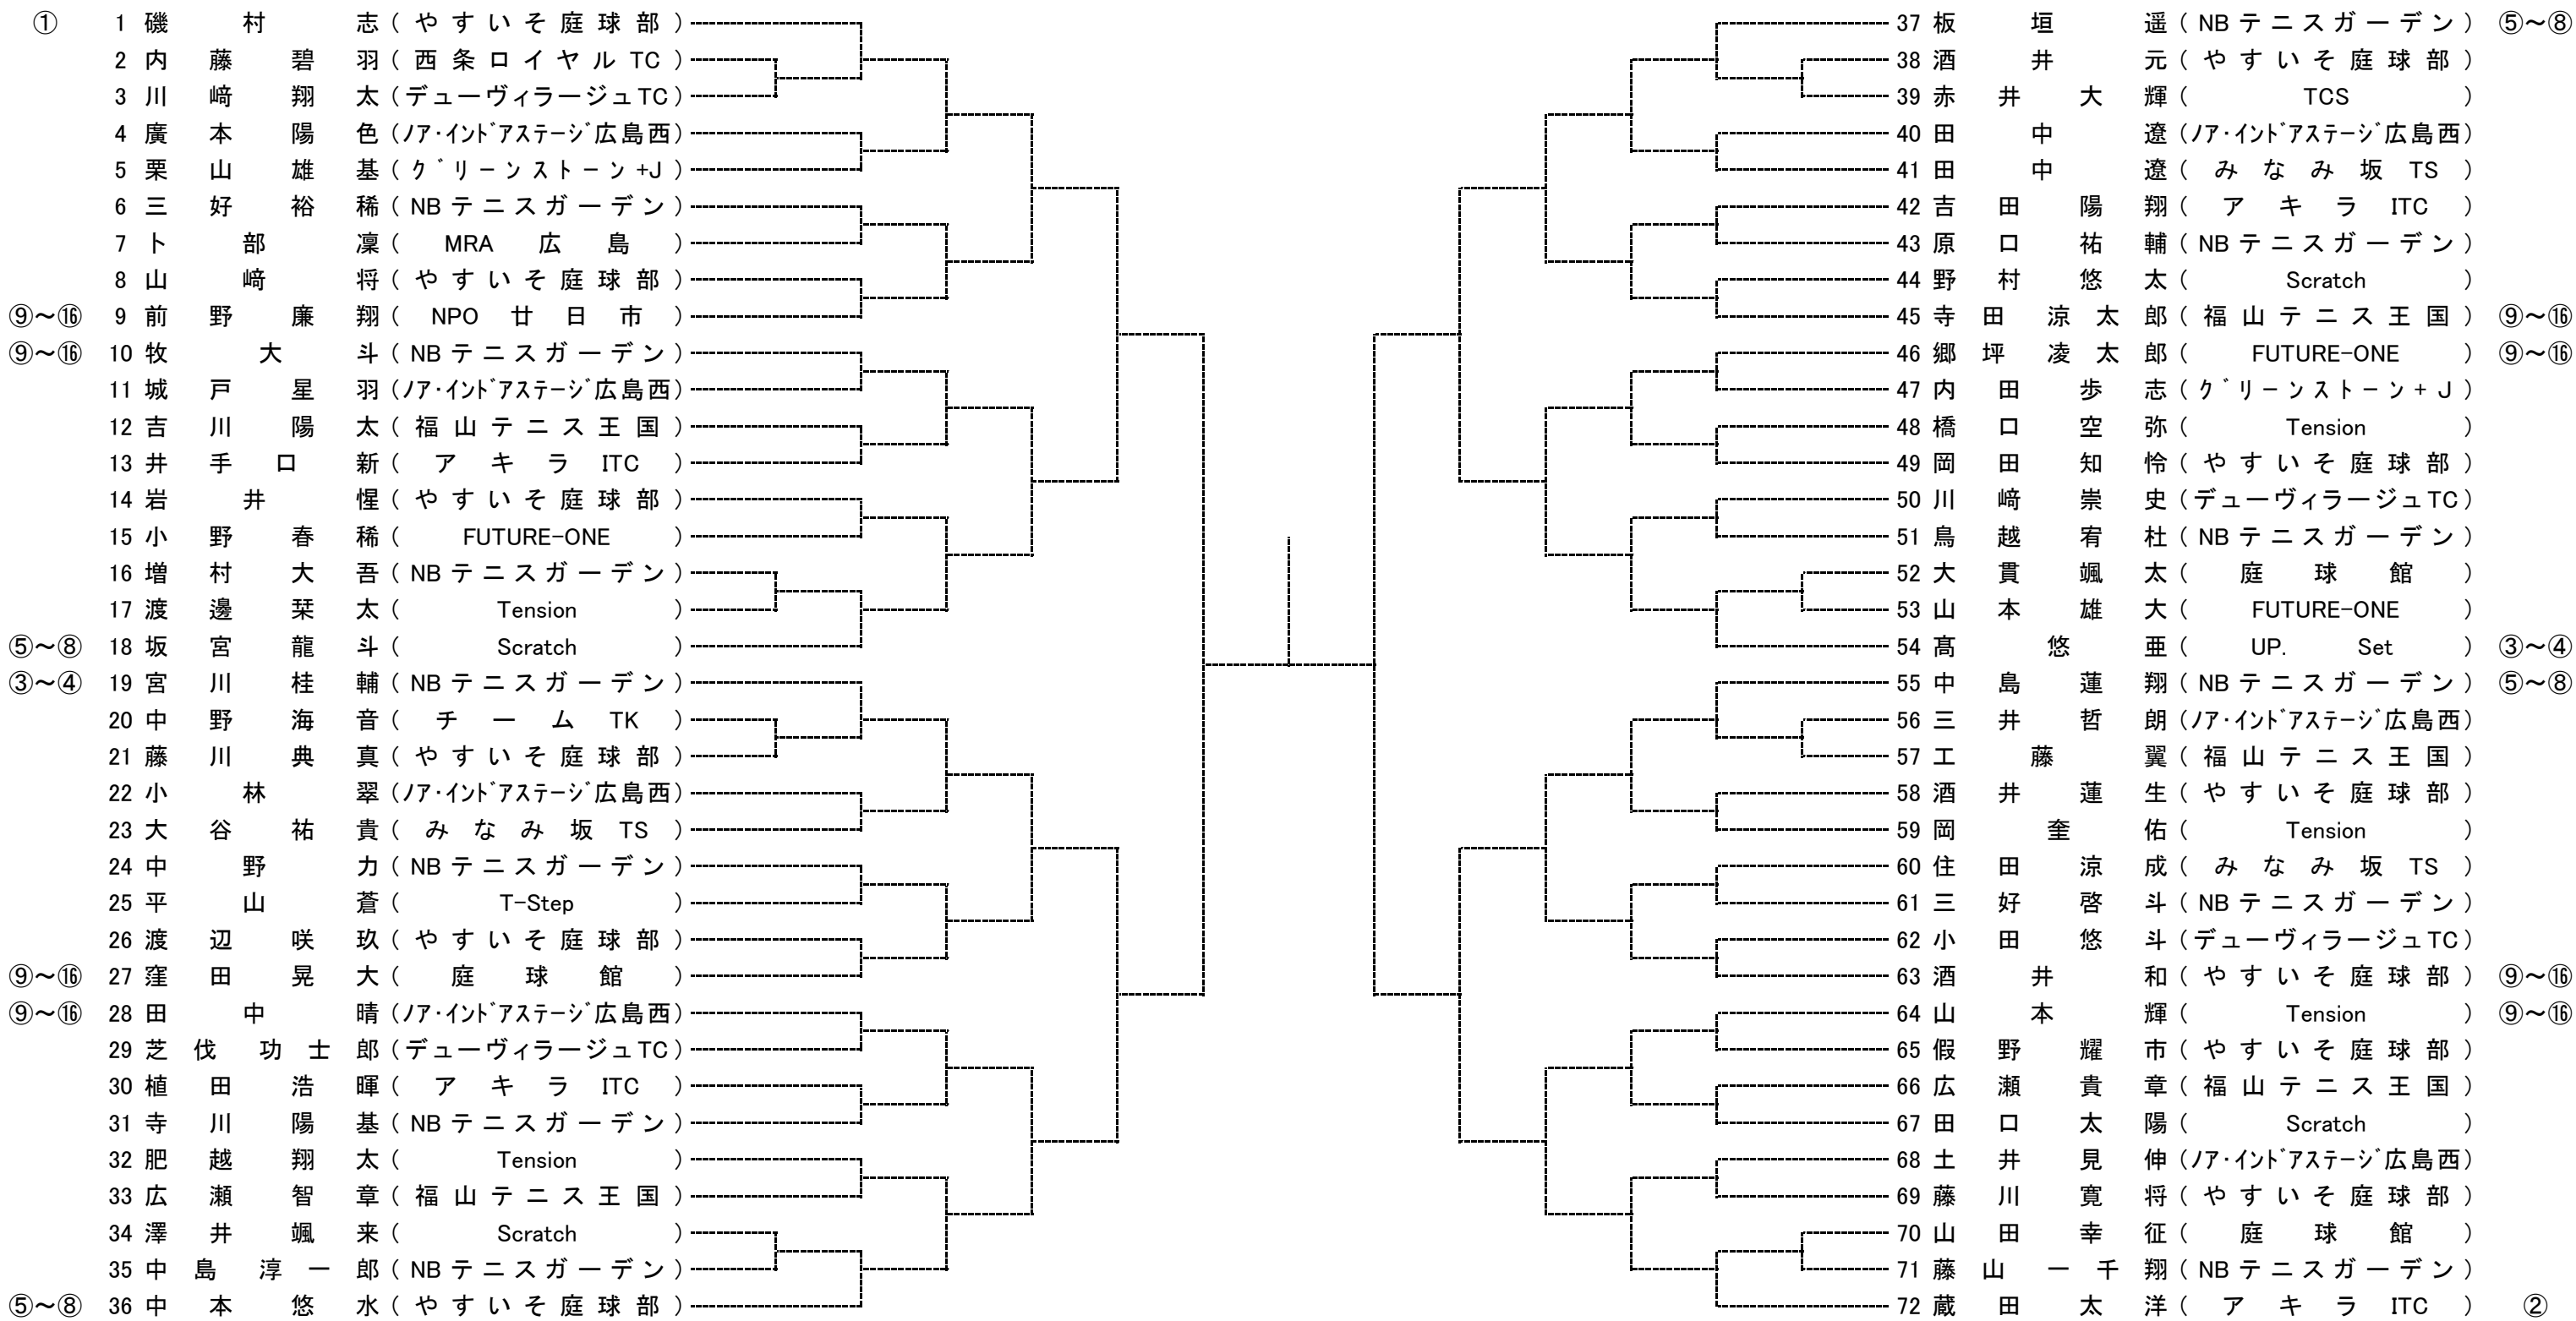 ① 1 磯村志(やすいそ庭球部)
2 内藤碧羽(西条ロイヤルTC)
3 川﨑翔太(デューヴィラージュTC)
4 廣本陽色(ノア・インドアステージ広島西)
5 栗山雄基(グリーンストーン+J)
6 三好裕稀(NBテニスガーデン)
7 卜部凜(MRA広島)
8 山﨑将(やすいそ庭球部)
⑨～⑯ 9 前野廉翔(NPO廿日市)
⑨～⑯ 10 牧大斗(NBテニスガーデン)
11 城戸星羽(ノア・インドアステージ広島西)
12 吉川陽太(福山テニス王国)
13 井手口新(アキラITC)
14 岩井惺(やすいそ庭球部)
15 小野春稀(FUTURE-ONE)
16 増村大吾(NBテニスガーデン)
17 渡邊栞太(Tension)
⑤～⑧ 18 坂宮龍斗(Scratch)
③～④ 19 宮川桂輔(NBテニスガーデン)
20 中野海音(チームTK)
21 藤川典真(やすいそ庭球部)
22 小林翠(ノア・インドアステージ広島西)
23 大谷祐貴(みなみ坂TS)
24 中野力(NBテニスガーデン)
25 平山蒼(T-Step)
26 渡辺咲玖(やすいそ庭球部)
⑨～⑯ 27 窪田晃大(庭球館)
⑨～⑯ 28 田中晴(ノア・インドアステージ広島西)
29 芝伐功士郎(デューヴィラージュTC)
30 植田浩暉(アキラITC)
31 寺川陽基(NBテニスガーデン)
32 肥越翔太(Tension)
33 広瀬智章(福山テニス王国)
34 澤井颯来(Scratch)
35 中島淳一郎(NBテニスガーデン)
⑤～⑧ 36 中本悠水(やすいそ庭球部)
37 板垣遥(NBテニスガーデン) ⑤～⑧
38 酒井元(やすいそ庭球部)
39 赤井大輝(TCS)
40 田中遼(ノア・インドアステージ広島西)
41 田中遼(みなみ坂TS)
42 吉田陽翔(アキラITC)
43 原口祐輔(NBテニスガーデン)
44 野村悠太(Scratch)
45 寺田涼太郎(福山テニス王国) ⑨～⑯
46 郷坪凌太郎(FUTURE-ONE) ⑨～⑯
47 内田歩志(グリーンストーン+J)
48 橋口空弥(Tension)
49 岡田知怜(やすいそ庭球部)
50 川﨑崇史(デューヴィラージュTC)
51 鳥越宥杜(NBテニスガーデン)
52 大貫颯太(庭球館)
53 山本雄大(FUTURE-ONE)
54 髙悠亜(UP. Set) ③～④
55 中島蓮翔(NBテニスガーデン) ⑤～⑧
56 三井哲朗(ノア・インドアステージ広島西)
57 工藤翼(福山テニス王国)
58 酒井蓮生(やすいそ庭球部)
59 岡奎佑(Tension)
60 住田涼成(みなみ坂TS)
61 三好啓斗(NBテニスガーデン)
62 小田悠斗(デューヴィラージュTC)
63 酒井和(やすいそ庭球部) ⑨～⑯
64 山本輝(Tension) ⑨～⑯
65 假野耀市(やすいそ庭球部)
66 広瀬貴章(福山テニス王国)
67 田口太陽(Scratch)
68 土井見伸(ノア・インドアステージ広島西)
69 藤川寛将(やすいそ庭球部)
70 山田幸征(庭球館)
71 藤山一千翔(NBテニスガーデン)
72 蔵田太洋(アキラITC) ②